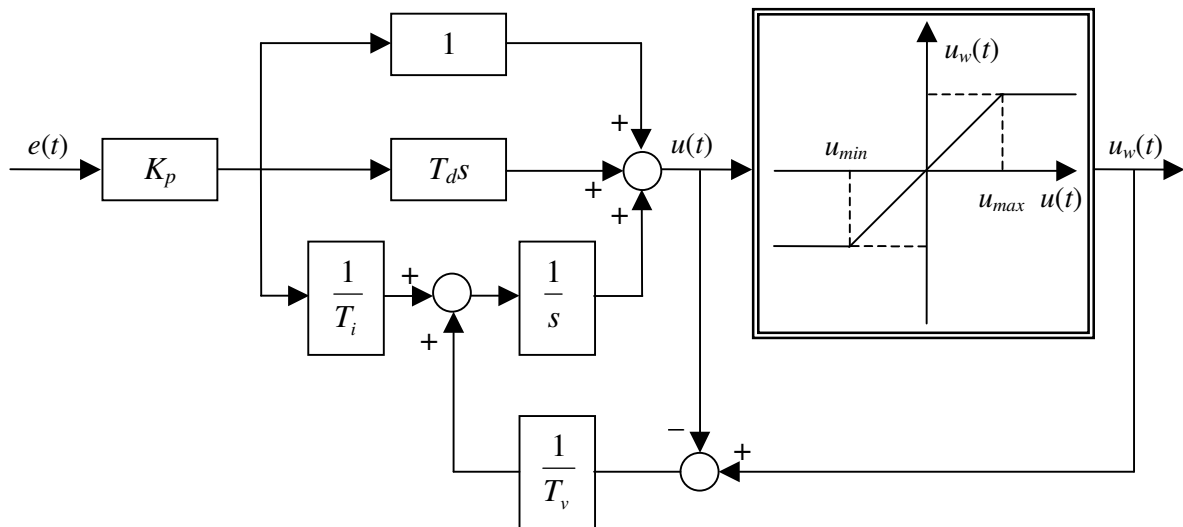 1
u_w(t)
+
e(t)
K_p
T_d s
+
u(t)
u_min
u_w(t)
u_max u(t)
+
1
T_i
+
+
1
s
−
+
1
T_v